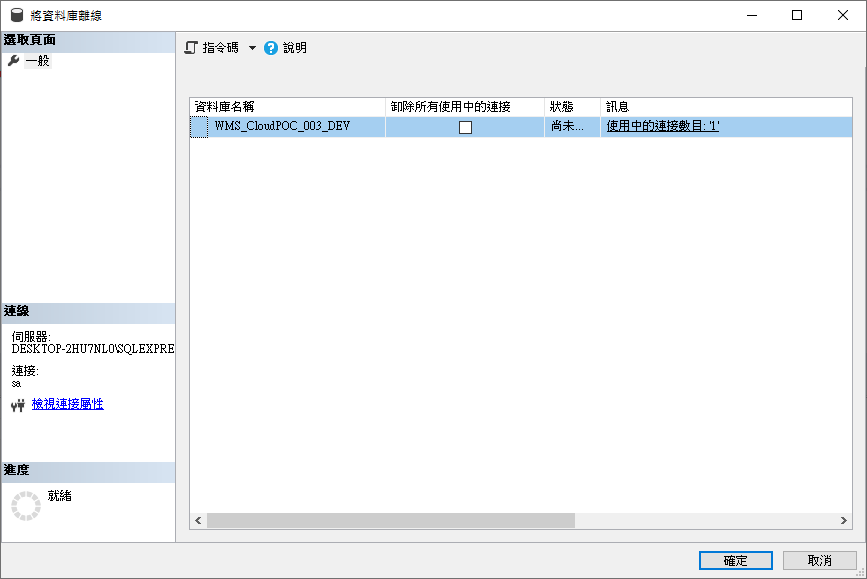 將資料庫離線
選取頁面
一般
指令碼 說明
資料庫名稱 卸除所有使用中的連接 狀態 訊息
WMS_CloudPOC_003_DEV 尚未... 使用中的連接數目: '1'
連線
伺服器:
DESKTOP-2HU7NL0\SQLEXPRE
連接:
sa
檢視連接屬性
進度
就緒
確定 取消